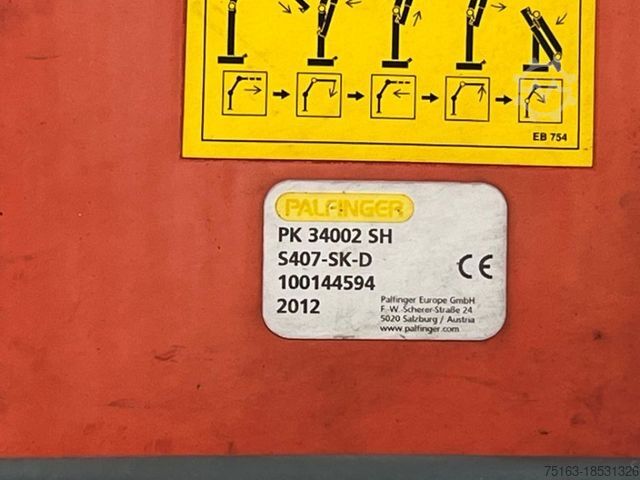 EB 754
PALFINGER
PK 34002 SH
S407-SK-D
100144594
2012
CE
Palfinger Europe GmbH
F. W.-Scherer-Straße 24
5020 Salzburg / Austria
www.palfinger.com
75163-18531326